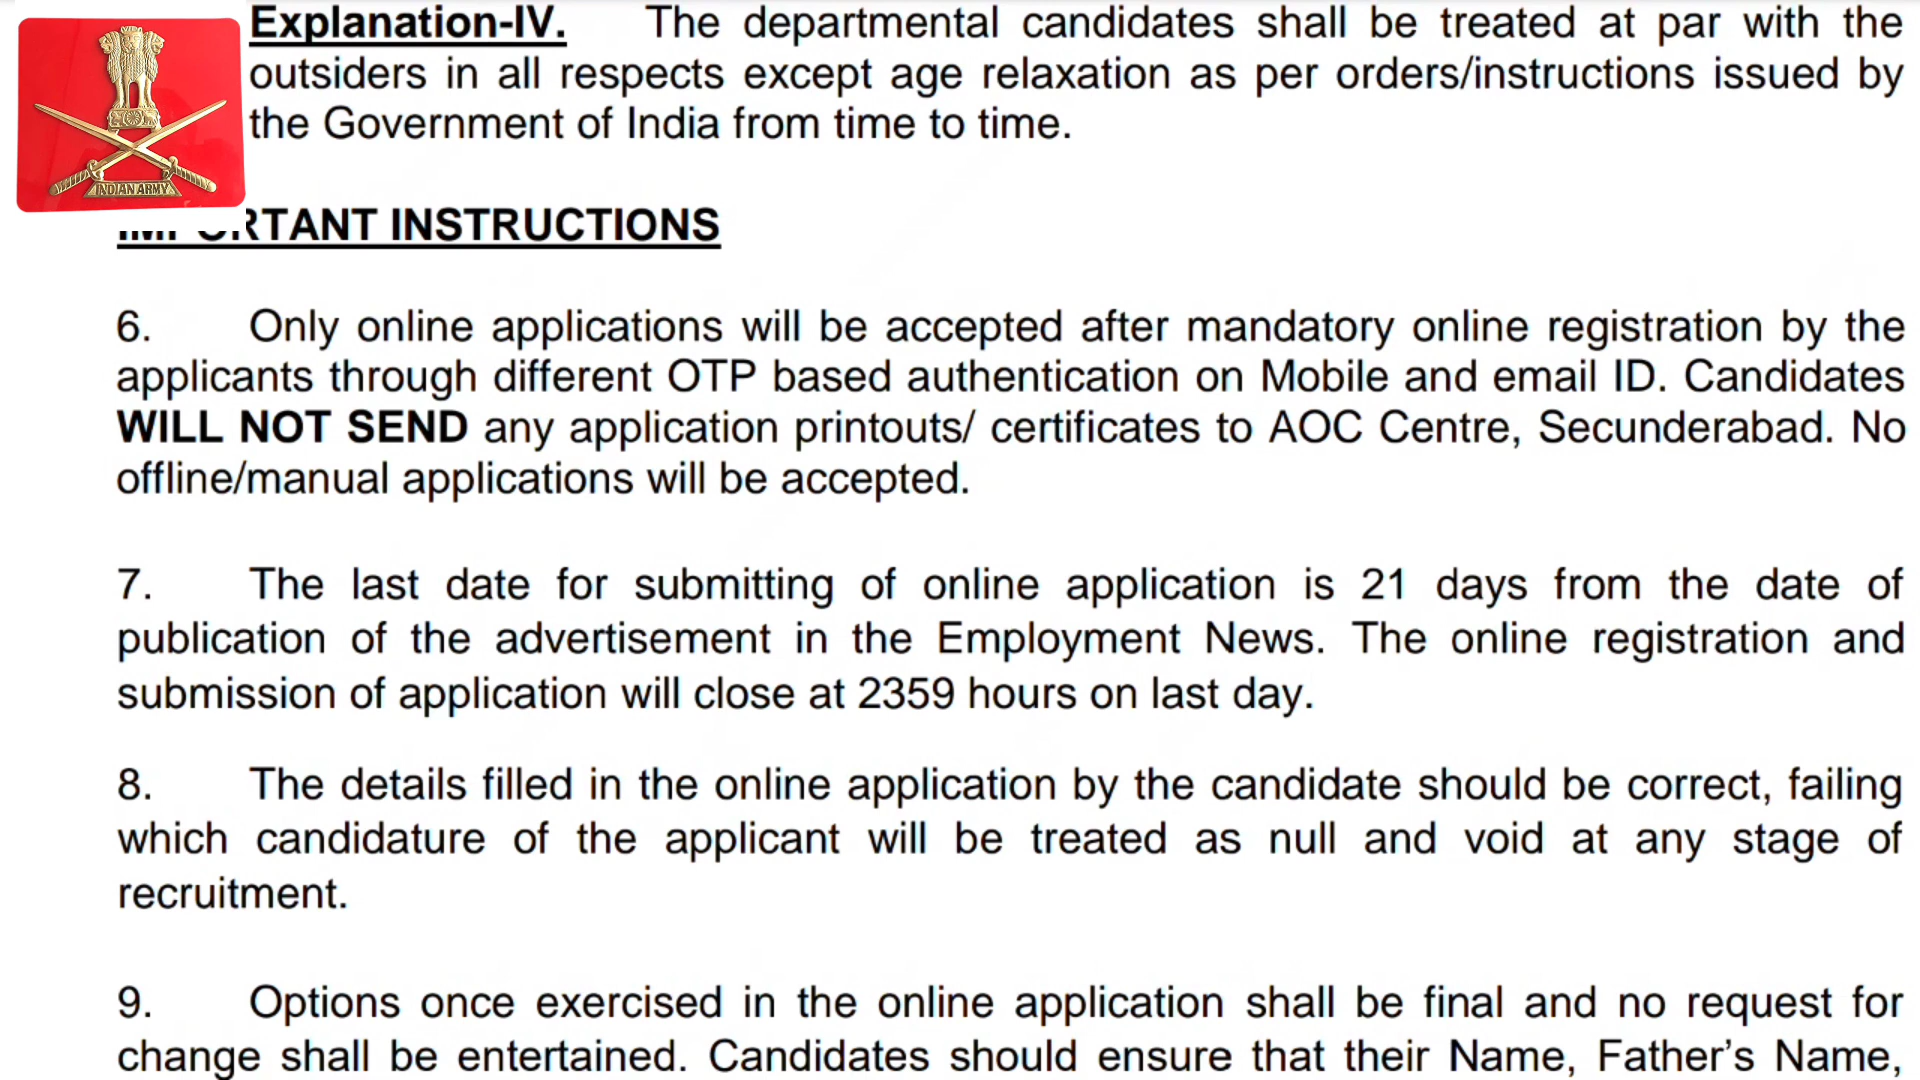 Explanation-IV. The departmental candidates shall be treated at par with the
outsiders in all respects except age relaxation as per orders/instructions issued by
the Government of India from time to time.
INDIAN ARMY
INSTRUCTIONS
6. Only online applications will be accepted after mandatory online registration by the
applicants through different OTP based authentication on Mobile and email ID. Candidates
WILL NOT SEND any application printouts/ certificates to AOC Centre, Secunderabad. No
offline/manual applications will be accepted.
7. The last date for submitting of online application is 21 days from the date of
publication of the advertisement in the Employment News. The online registration and
submission of application will close at 2359 hours on last day.
8. The details filled in the online application by the candidate should be correct, failing
which candidature of the applicant will be treated as null and void at any stage of
recruitment.
9. Options once exercised in the online application shall be final and no request for
change shall be entertained. Candidates should ensure that their Name, Father’s Name,